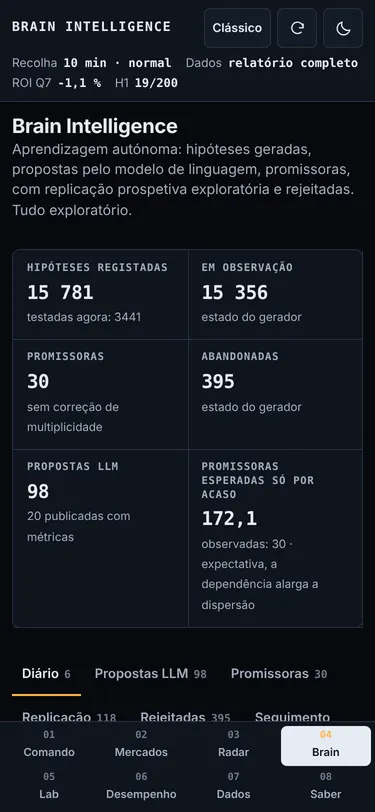 BRAIN INTELLIGENCE
Clássico
Recolha 10 min · normal Dados relatório completo
ROI Q7 -1,1 % H1 19/200
Brain Intelligence
Aprendizagem autónoma: hipóteses geradas,
propostas pelo modelo de linguagem, promissoras,
com replicação prospetiva exploratória e rejeitadas.
Tudo exploratório.
HIPÓTESES REGISTADAS
15 781
testadas agora: 3441
EM OBSERVAÇÃO
15 356
estado do gerador
PROMISSORAS
30
sem correção de
multiplicidade
ABANDONADAS
395
estado do gerador
PROPOSTAS LLM
98
20 publicadas com
métricas
PROMISSORAS
ESPERADAS SÓ POR
ACASO
172,1
observadas: 30 ·
expectativa, a
dependência alarga a
dispersão
Diário 6 Propostas LLM 98 Promissoras 30
Replicação 118 Rejeitadas 395 Seguimento
01 02 03 04
Comando Mercados Radar Brain
05 06 07 08
Lab Desempenho Dados Saber